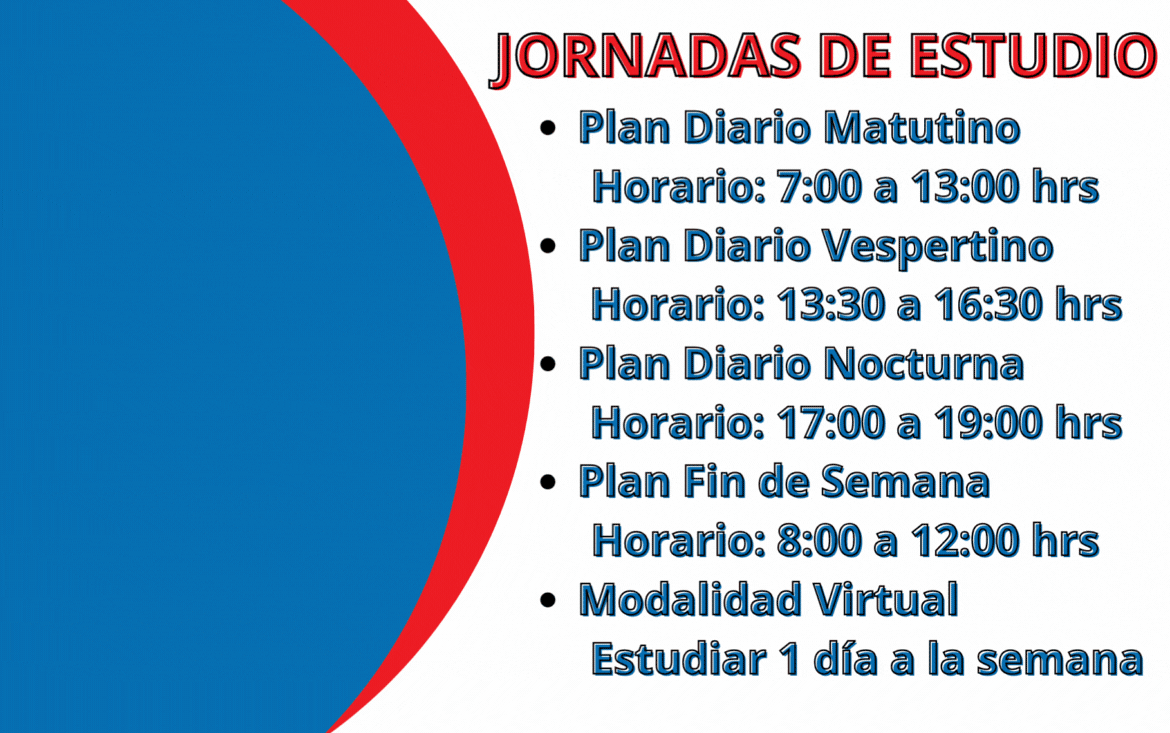 JORNADAS DE ESTUDIO
• Plan Diario Matutino
Horario: 7:00 a 13:00 hrs
• Plan Diario Vespertino
Horario: 13:30 a 16:30 hrs
• Plan Diario Nocturna
Horario: 17:00 a 19:00 hrs
• Plan Fin de Semana
Horario: 8:00 a 12:00 hrs
• Modalidad Virtual
Estudiar 1 día a la semana